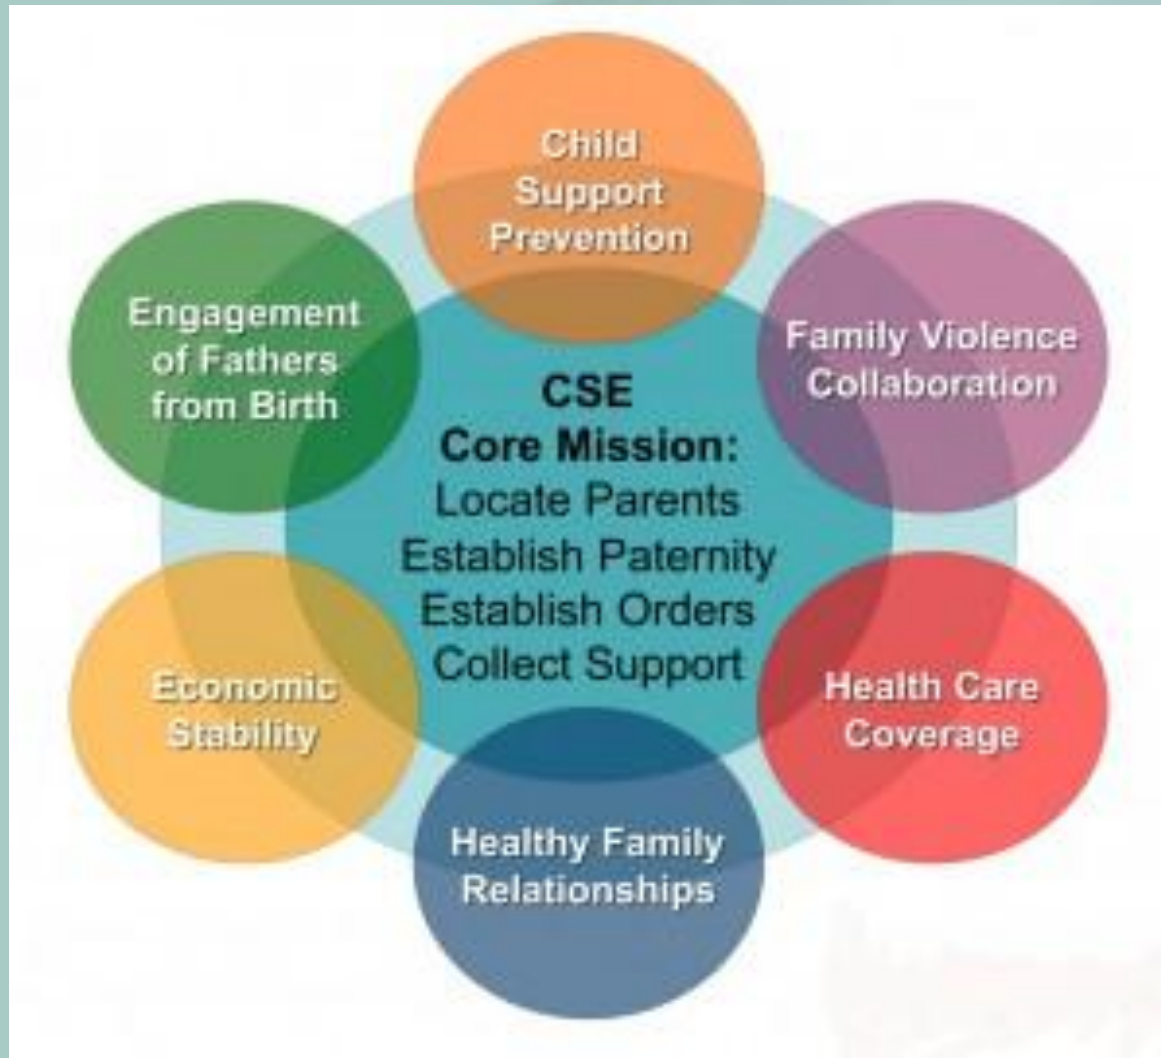 Child
Support
Prevention
Family Violence
Collaboration
Health Care
Coverage
Healthy Family
Relationships
Economic
Stability
Engagement
of Fathers
from Birth
CSE
Core Mission:
Locate Parents
Establish Paternity
Establish Orders
Collect Support